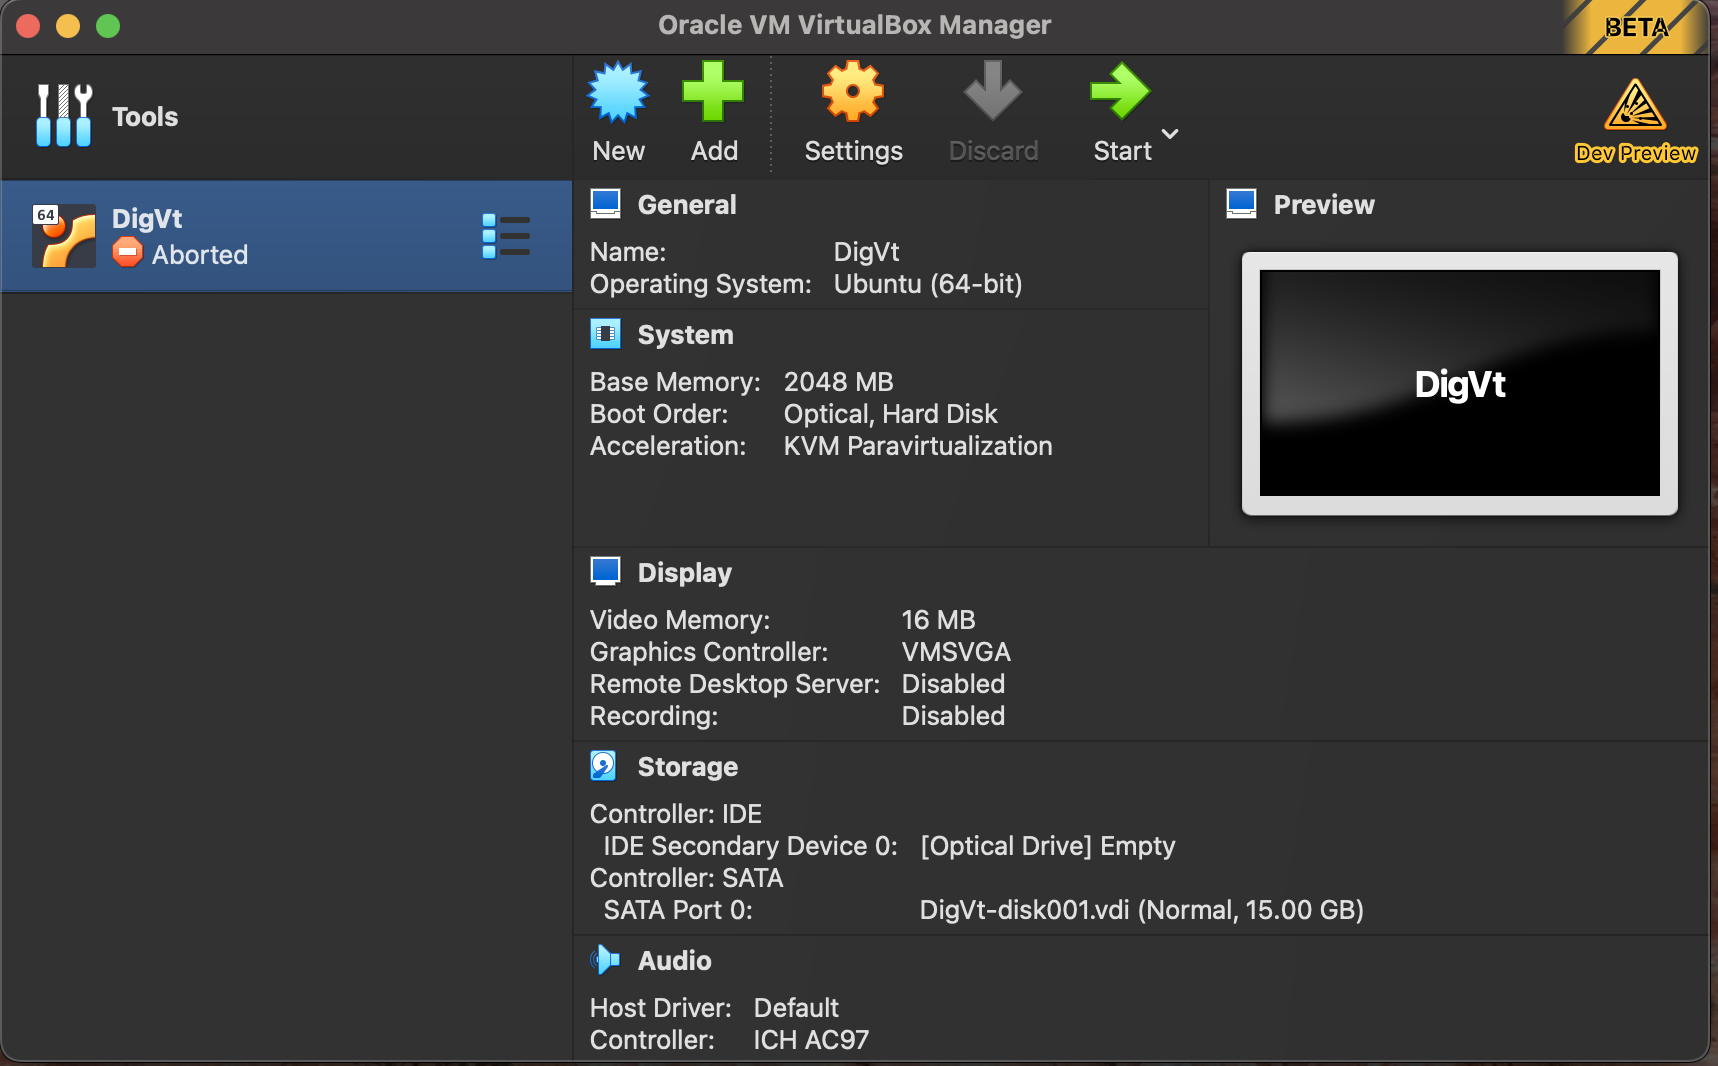 Oracle VM VirtualBox Manager
BETA
Tools
New
Add
Settings
Discard
Start
Dev Preview
64
DigVt
Aborted
General
Name: DigVt
Operating System: Ubuntu (64-bit)
Preview
DigVt
System
Base Memory: 2048 MB
Boot Order: Optical, Hard Disk
Acceleration: KVM Paravirtualization
Display
Video Memory: 16 MB
Graphics Controller: VMSVGA
Remote Desktop Server: Disabled
Recording: Disabled
Storage
Controller: IDE
IDE Secondary Device 0: [Optical Drive] Empty
Controller: SATA
SATA Port 0: DigVt-disk001.vdi (Normal, 15.00 GB)
Audio
Host Driver: Default
Controller: ICH AC97